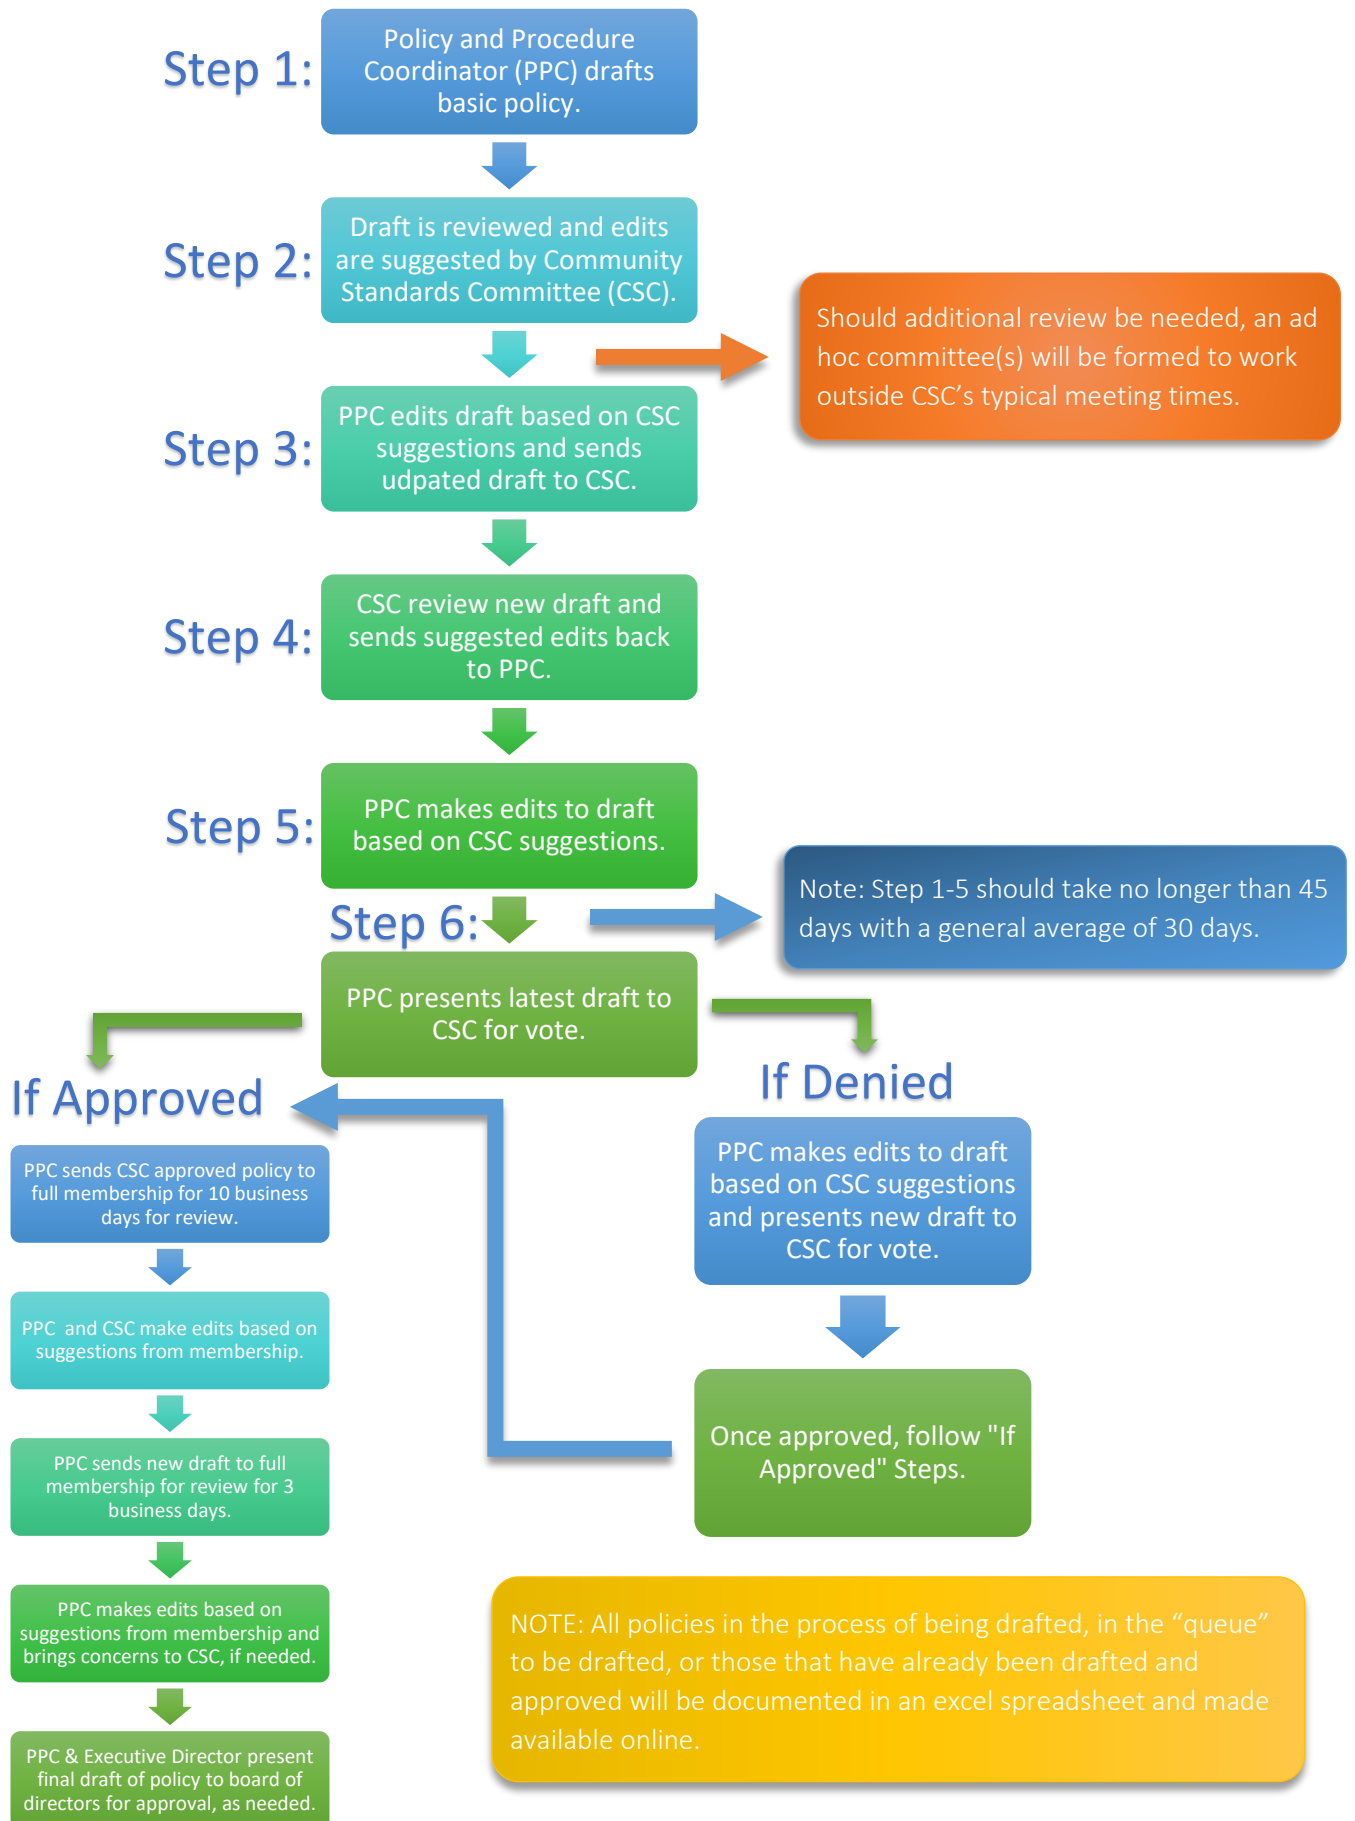 Step 1:
Policy and Procedure
Coordinator (PPC) drafts
basic policy.
Step 2:
Draft is reviewed and edits
are suggested by Community
Standards Committee (CSC).
Should additional review be needed, an ad
hoc committee(s) will be formed to work
outside CSC’s typical meeting times.
Step 3:
PPC edits draft based on CSC
suggestions and sends
udpated draft to CSC.
Step 4:
CSC review new draft and
sends suggested edits back
to PPC.
Step 5:
PPC makes edits to draft
based on CSC suggestions.
Note: Step 1-5 should take no longer than 45
days with a general average of 30 days.
Step 6:
PPC presents latest draft to
CSC for vote.
If Approved
PPC sends CSC approved policy to
full membership for 10 business
days for review.
PPC and CSC make edits based on
suggestions from membership.
PPC sends new draft to full
membership for review for 3
business days.
PPC makes edits based on
suggestions from membership and
brings concerns to CSC, if needed.
PPC & Executive Director present
final draft of policy to board of
directors for approval, as needed.
If Denied
PPC makes edits to draft
based on CSC suggestions
and presents new draft to
CSC for vote.
Once approved, follow "If
Approved" Steps.
NOTE: All policies in the process of being drafted, in the “queue”
to be drafted, or those that have already been drafted and
approved will be documented in an excel spreadsheet and made
available online.